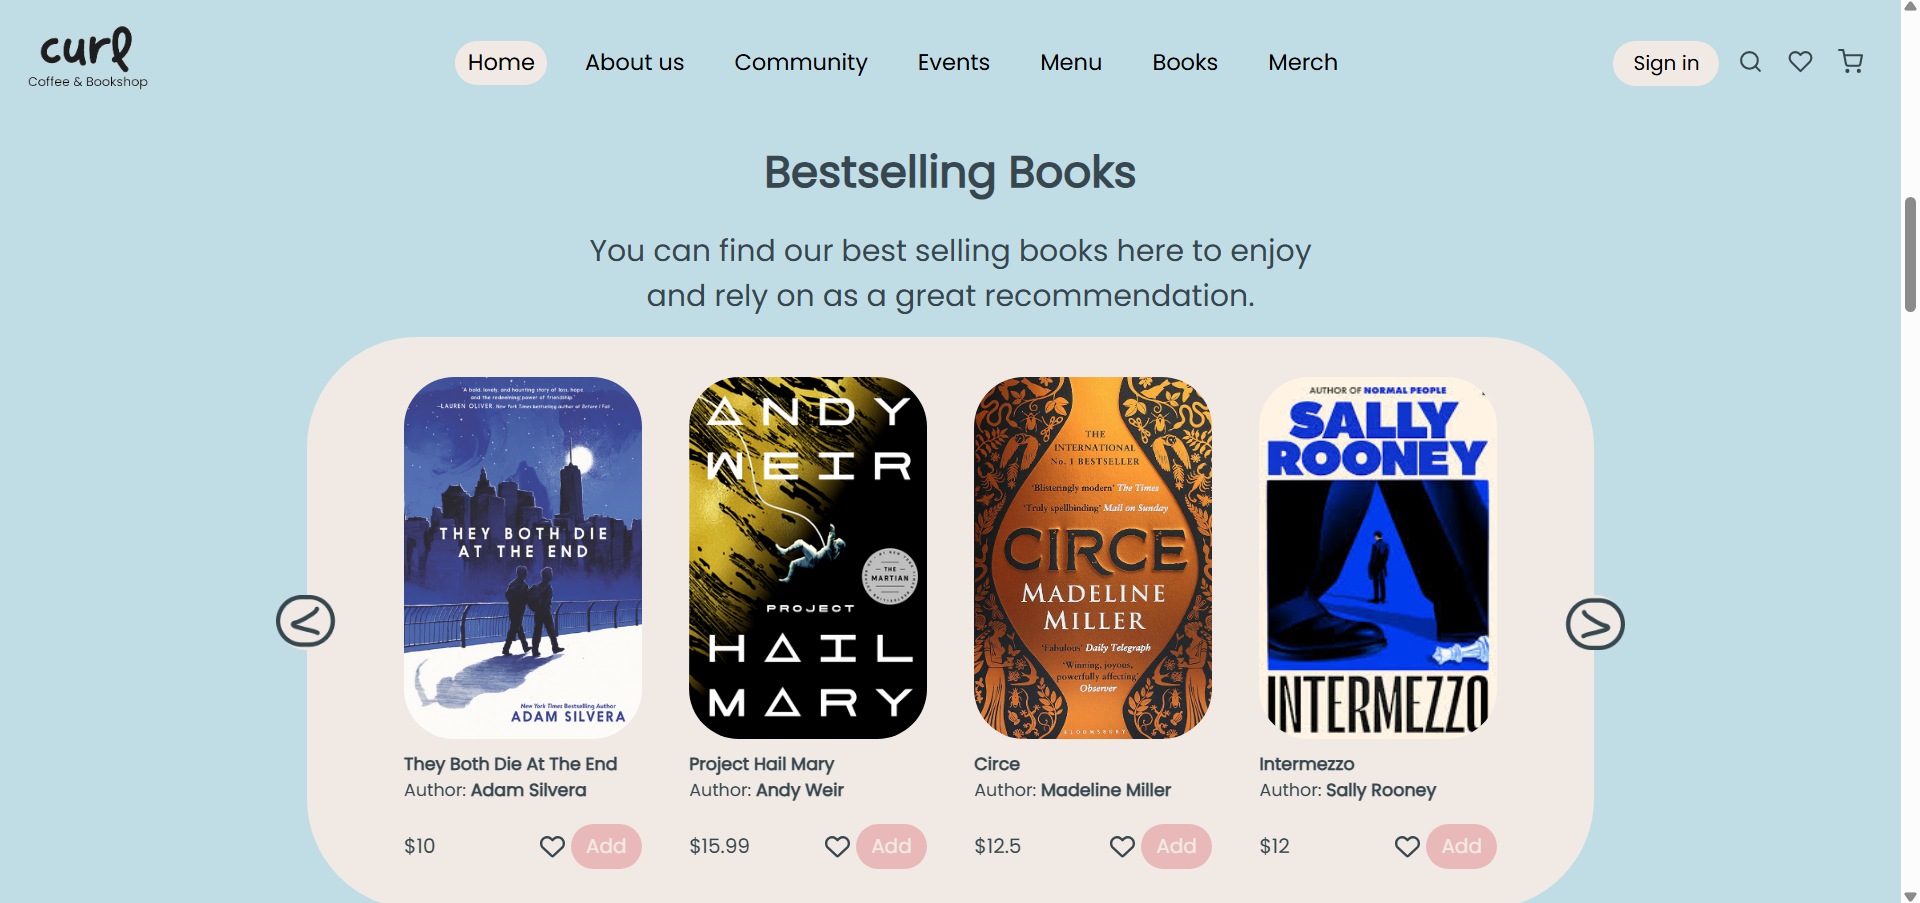 curl
Coffee & Bookshop
Home
About us
Community
Events
Menu
Books
Merch
Sign in
Bestselling Books
You can find our best selling books here to enjoy
and rely on as a great recommendation.
'A bold, lovely, and haunting story of loss, hope
and the redeeming power of friendship.'
—LAUREN OLIVER, New York Times bestselling author of Before I Fall
THEY BOTH DIE
AT THE END
New York Times Bestselling Author
ADAM SILVERA
ANDY
WEIR
THE
MARTIAN
PROJECT
HAIL
MARY
THE
INTERNATIONAL
No. 1 BESTSELLER
'Blisteringly modern' The Times
'Truly spellbinding' Mail on Sunday
CIRCE
MADELINE
MILLER
'Fabulous' Daily Telegraph
'Winning, joyous,
powerfully affecting'
Observer
BLOOMSBURY
AUTHOR OF NORMAL PEOPLE
SALLY
ROONEY
INTERMEZZO
They Both Die At The End
Author: Adam Silvera
$10
Add
Project Hail Mary
Author: Andy Weir
$15.99
Add
Circe
Author: Madeline Miller
$12.5
Add
Intermezzo
Author: Sally Rooney
$12
Add